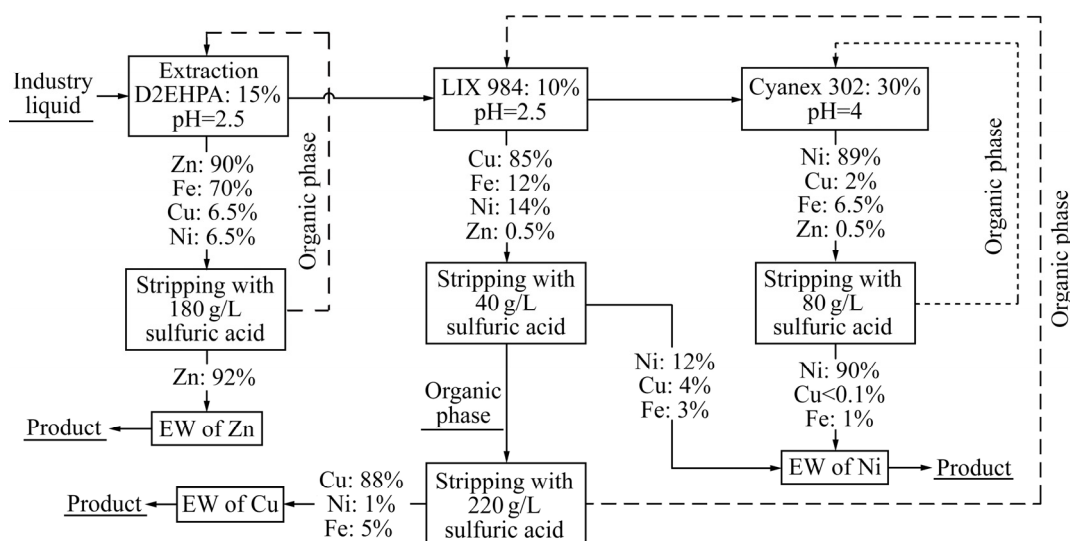 Industry
liquid
Extraction
D2EHPA: 15%
pH=2.5
LIX 984: 10%
pH=2.5
Cyanex 302: 30%
pH=4
Zn: 90%
Fe: 70%
Cu: 6.5%
Ni: 6.5%
Organic phase
Cu: 85%
Fe: 12%
Ni: 14%
Zn: 0.5%
Ni: 89%
Cu: 2%
Fe: 6.5%
Zn: 0.5%
Organic phase
Organic phase
Stripping with
180 g/L
sulfuric acid
Stripping with
40 g/L
sulfuric acid
Stripping with
80 g/L
sulfuric acid
Zn: 92%
Organic
phase
Ni: 12%
Cu: 4%
Fe: 3%
Ni: 90%
Cu<0.1%
Fe: 1%
Product
EW of Zn
EW of Ni
Product
Product
EW of Cu
Cu: 88%
Ni: 1%
Fe: 5%
Stripping with
220 g/L
sulfuric acid